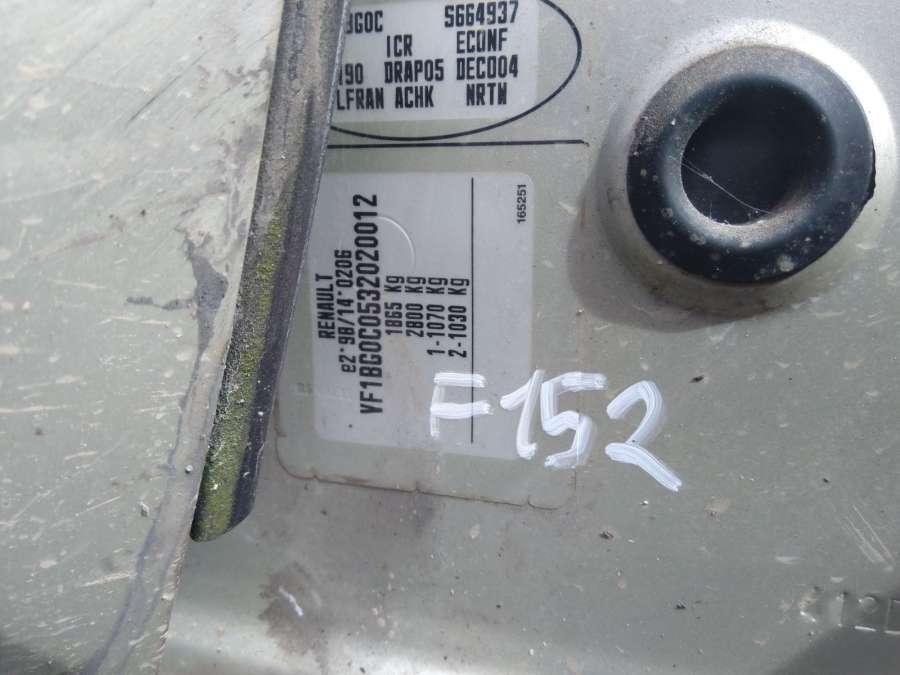 BG0C S664937
ICR ECONF
190 DRAP05 DEC004
LFRAN ACHK NRTW
165251
RENAULT
e2*98/14*0206
VF1BG0C0532020012
1865 Kg
2800 Kg
1-1070 Kg
2-1030 Kg
F152